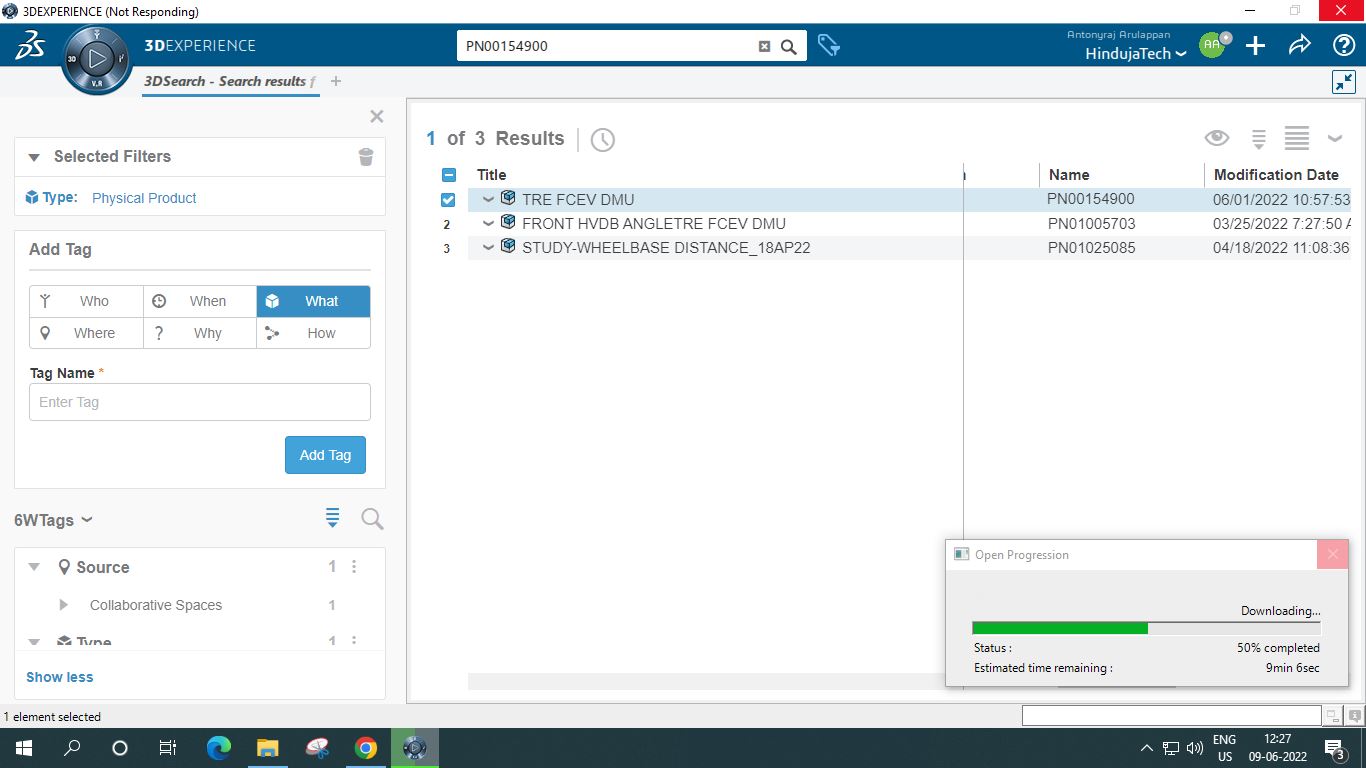 3DEXPERIENCE (Not Responding)
3DEXPERIENCE
3D
V.R
PN00154900
Antonyraj Arulappan
HindujaTech
AA
3DSearch - Search results f
Selected Filters
Type: Physical Product
Add Tag
Who When What
Where Why How
Tag Name *
Enter Tag
Add Tag
6WTags
Source 1
Collaborative Spaces 1
Type 1
Show less
1 of 3 Results
Title Name Modification Date
TRE FCEV DMU PN00154900 06/01/2022 10:57:53
2 FRONT HVDB ANGLETRE FCEV DMU PN01005703 03/25/2022 7:27:50 A
3 STUDY-WHEELBASE DISTANCE_18AP22 PN01025085 04/18/2022 11:08:36
Open Progression
Downloading...
Status : 50% completed
Estimated time remaining : 9min 6sec
1 element selected
ENG
US
12:27
09-06-2022
3